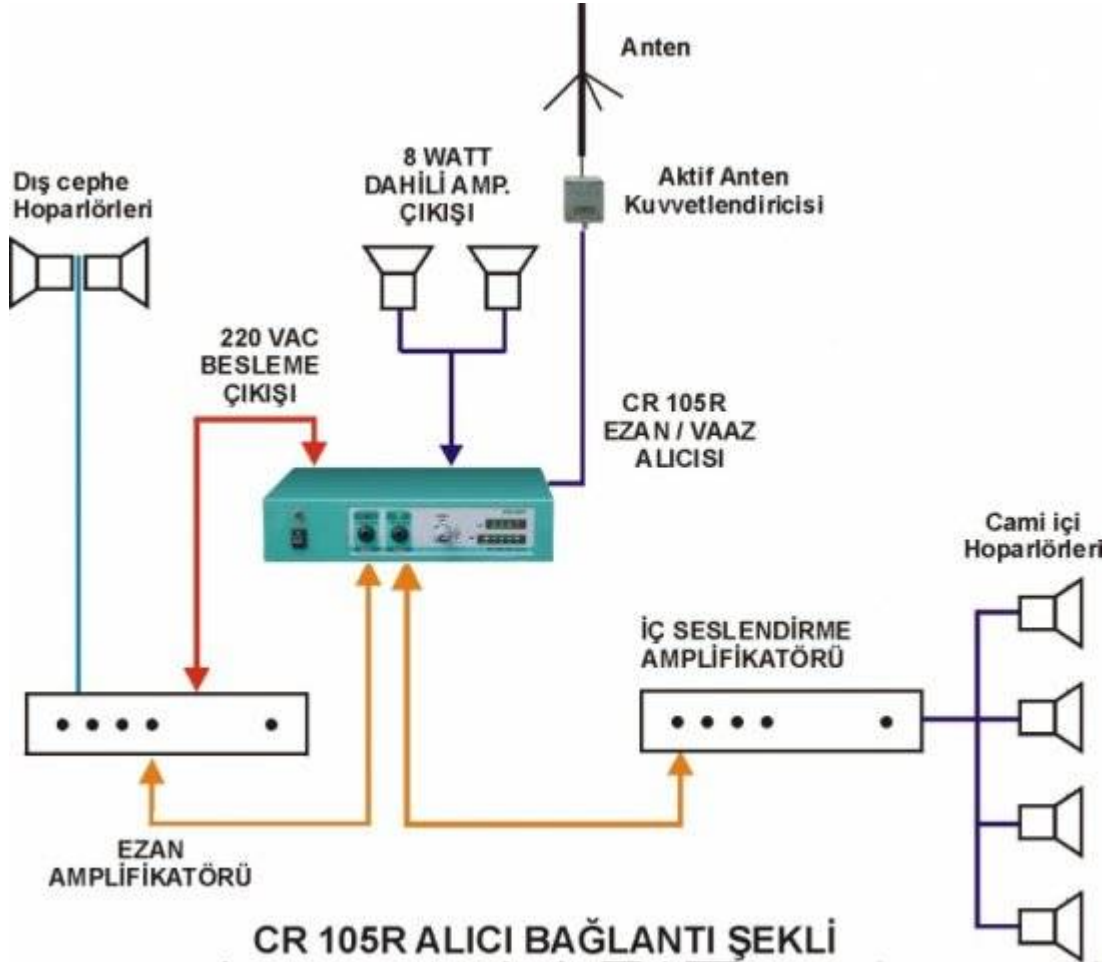 Anten
8 WATT
DAHİLİ AMP.
ÇIKIŞI
Aktif Anten
Kuvvetlendiricisi
Dış cephe
Hoparlörleri
220 VAC
BESLEME
ÇIKIŞI
CR 105R
EZAN / VAAZ
ALICISI
Cami içi
Hoparlörleri
İÇ SESLENDİRME
AMPLİFİKATÖRÜ
EZAN
AMPLİFİKATÖRÜ
CR 105R ALICI BAĞLANTI ŞEKLİ